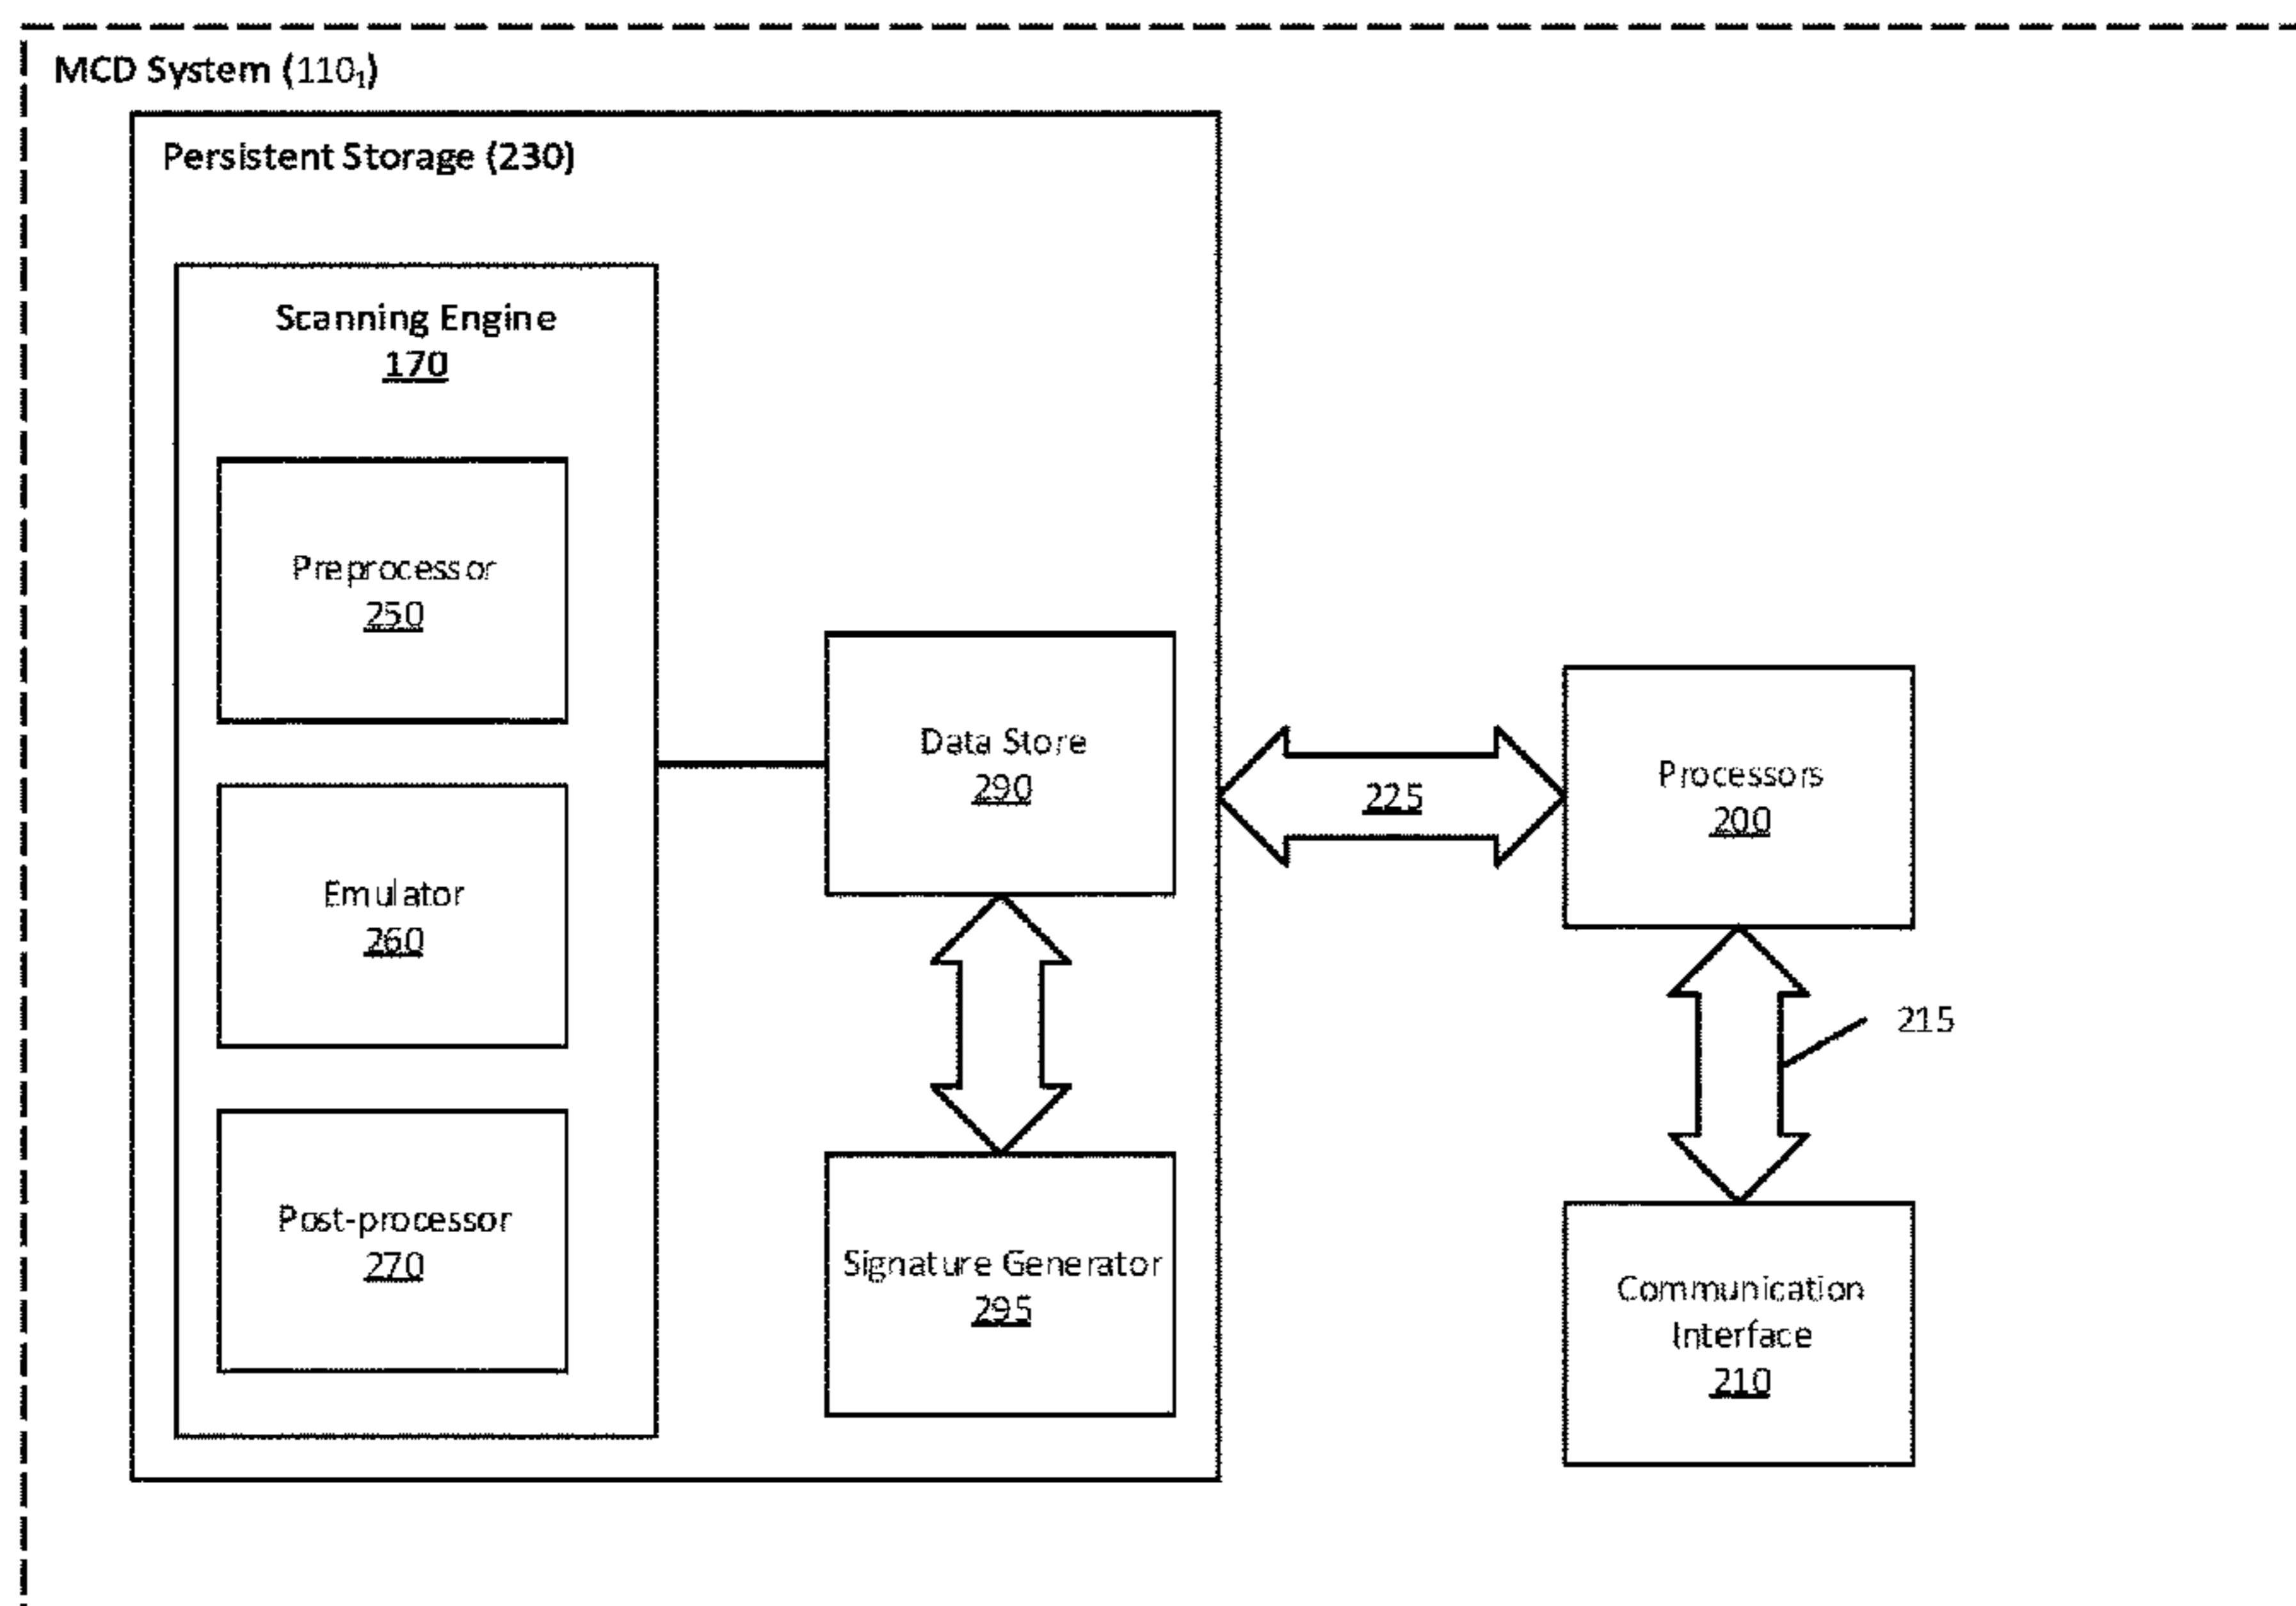 MCD System (110₁)
Persistent Storage (230)
Scanning Engine
170
Preprocessor
250
Emulator
260
Post-processor
270
Data Store
290
Signature Generator
295
225
Processors
200
215
Communication
Interface
210